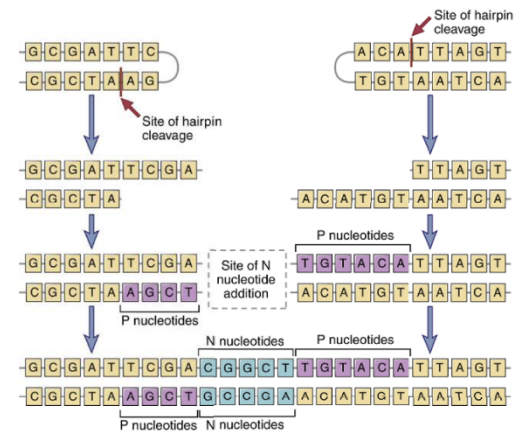 Site of hairpin
cleavage
G C G A T T C
A C A T T A G T
C G C T A A G
T G T A A T C A
Site of hairpin
cleavage
G C G A T T C G A
T T A G T
C G C T A
A C A T G T A A T C A
P nucleotides
G C G A T T C G A
Site of N
nucleotide
addition
T G T A C A T T A G T
C G C T A A G C T
A C A T G T A A T C A
P nucleotides
N nucleotides
P nucleotides
G C G A T T C G A C G G C T T G T A C A T T A G T
C G C T A A G C T G C C G A A C A T G T A A T C A
P nucleotides
N nucleotides